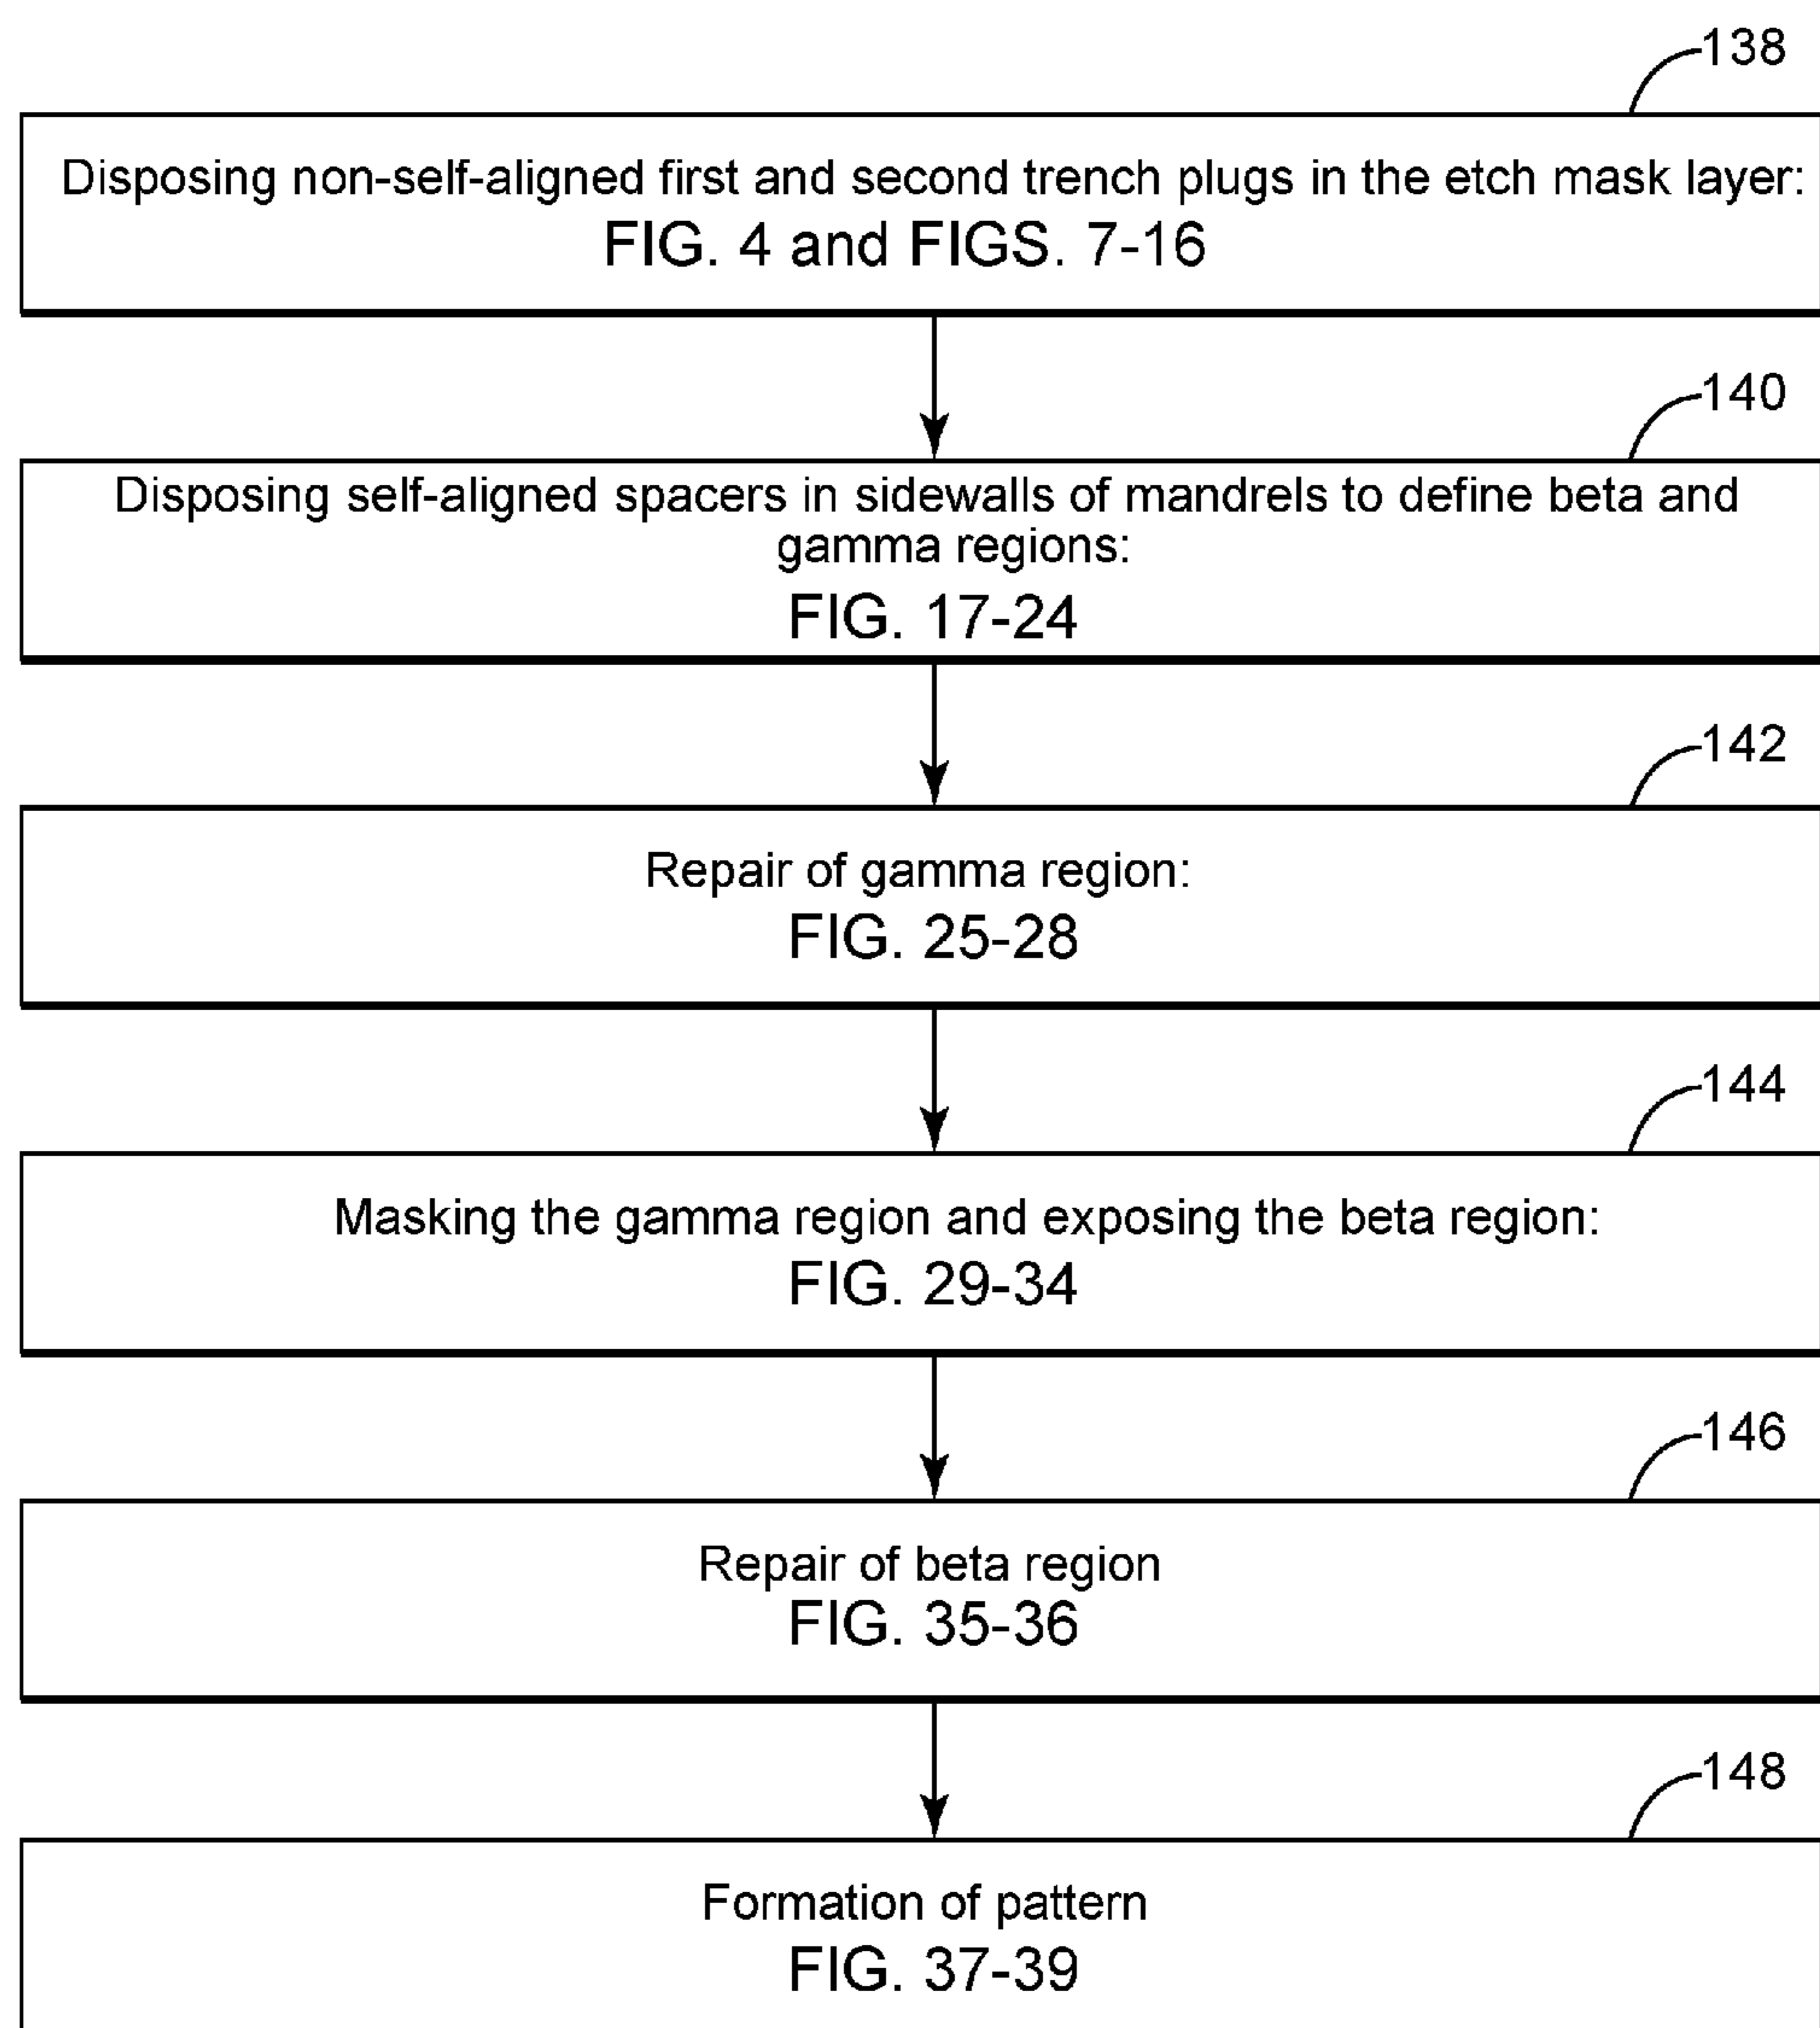 138
Disposing non-self-aligned first and second trench plugs in the etch mask layer:
FIG. 4 and FIGS. 7-16
140
Disposing self-aligned spacers in sidewalls of mandrels to define beta and
gamma regions:
FIG. 17-24
142
Repair of gamma region:
FIG. 25-28
144
Masking the gamma region and exposing the beta region:
FIG. 29-34
146
Repair of beta region
FIG. 35-36
148
Formation of pattern
FIG. 37-39